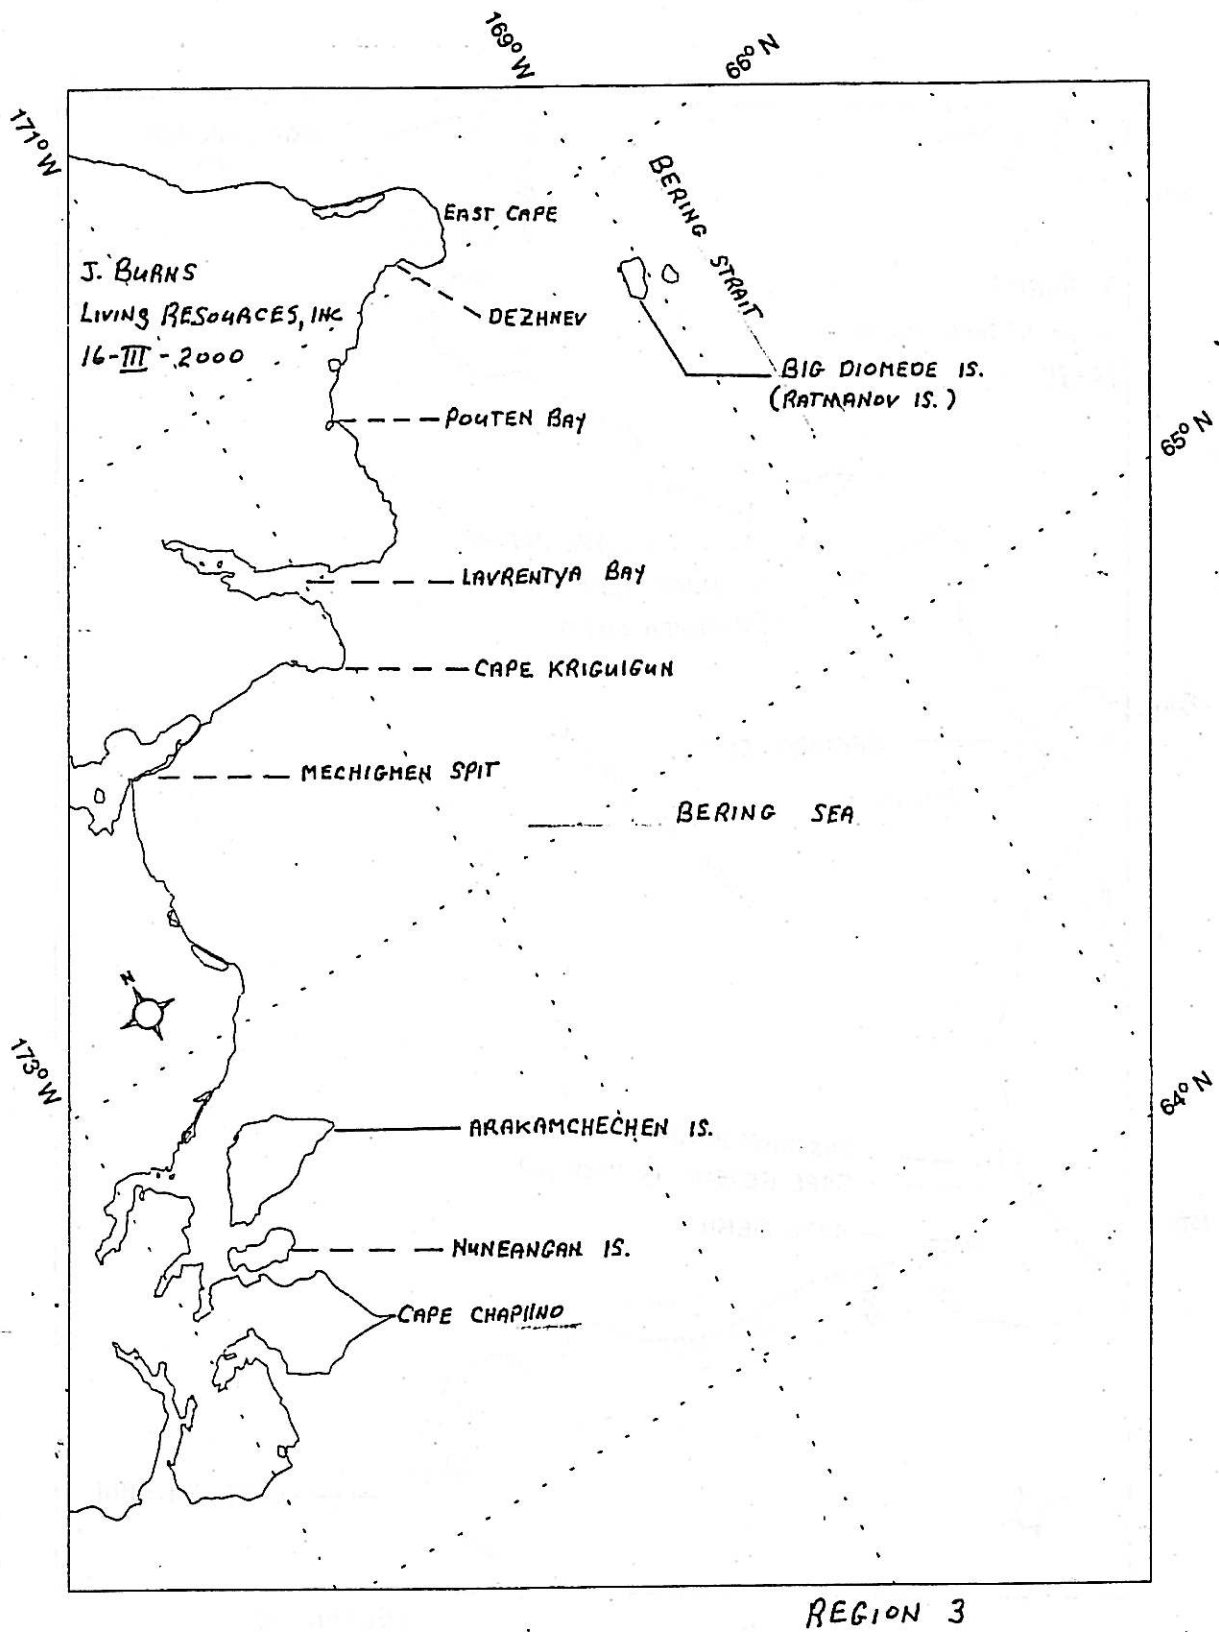 169°W
66°N
171°W
BERING STRAIT
EAST CAPE
J. BURNS
LIVING RESOURCES, INC
16-III-2000
DEZHNEV
BIG DIOMEDE IS.
(RATMANOV IS.)
POUTEN BAY
65°N
LAVRENTYA BAY
CAPE KRIGUIGUN
MECHIGMEN SPIT
BERING SEA
N
173°W
64°N
ARAKAMCHECHEN IS.
NUNEANGAN IS.
CAPE CHAPLINO
REGION 3